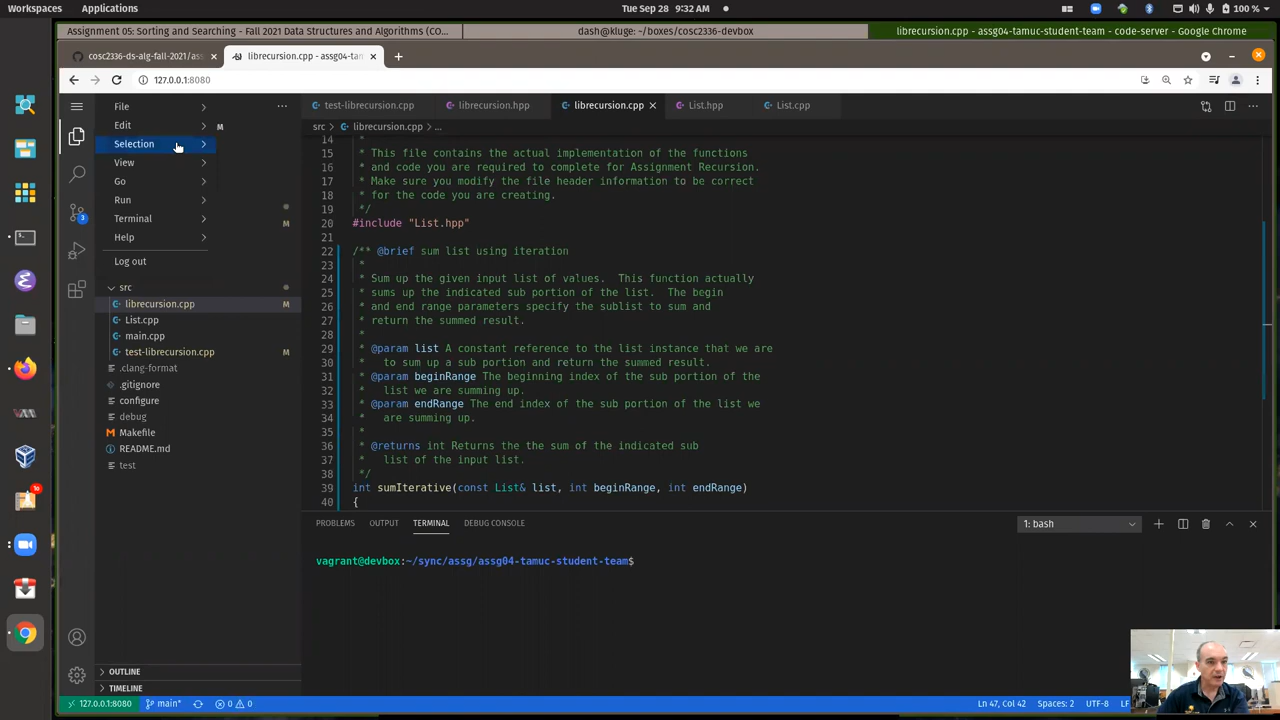 Workspaces
Applications
Tue Sep 28 9:32 AM
100 %
Assignment 05: Sorting and Searching - Fall 2021 Data Structures and Algorithms (CO...
dash@kluge: ~/boxes/cosc2336-devbox
librecursion.cpp - assg04-tamuc-student-team - code-server - Google Chrome
cosc2336-ds-alg-fall-2021/as
librecursion.cpp - assg04-tam
127.0.0.1:8080
File
Edit
M
Selection
View
Go
Run
Terminal
M
Help
Log out
3
src
librecursion.cpp
M
List.cpp
main.cpp
test-librecursion.cpp
M
.clang-format
.gitignore
configure
debug
Makefile
README.md
test
OUTLINE
TIMELINE
10
test-librecursion.cpp
librecursion.hpp
librecursion.cpp
List.hpp
List.cpp
src > librecursion.cpp > ...
14 *
15 * This file contains the actual implementation of the functions
16 * and code you are required to complete for Assignment Recursion.
17 * Make sure you modify the file header information to be correct
18 * for the code you are creating.
19 */
20 #include "List.hpp"
21
22 /** @brief sum list using iteration
23 *
24 * Sum up the given input list of values.  This function actually
25 * sums up the indicated sub portion of the list.  The begin
26 * and end range parameters specify the sublist to sum and
27 * return the summed result.
28 *
29 * @param list A constant reference to the list instance that we are
30 *   to sum up a sub portion and return the summed result.
31 * @param beginRange The beginning index of the sub portion of the
32 *   list we are summing up.
33 * @param endRange The end index of the sub portion of the list we
34 *   are summing up.
35 *
36 * @returns int Returns the the sum of the indicated sub
37 *   list of the input list.
38 */
39 int sumIterative(const List& list, int beginRange, int endRange)
40 {
PROBLEMS
OUTPUT
TERMINAL
DEBUG CONSOLE
1: bash
vagrant@devbox:~/sync/assg/assg04-tamuc-student-team$
127.0.0.1:8080
main*
0
0
Ln 47, Col 42
Spaces: 2
UTF-8
LF